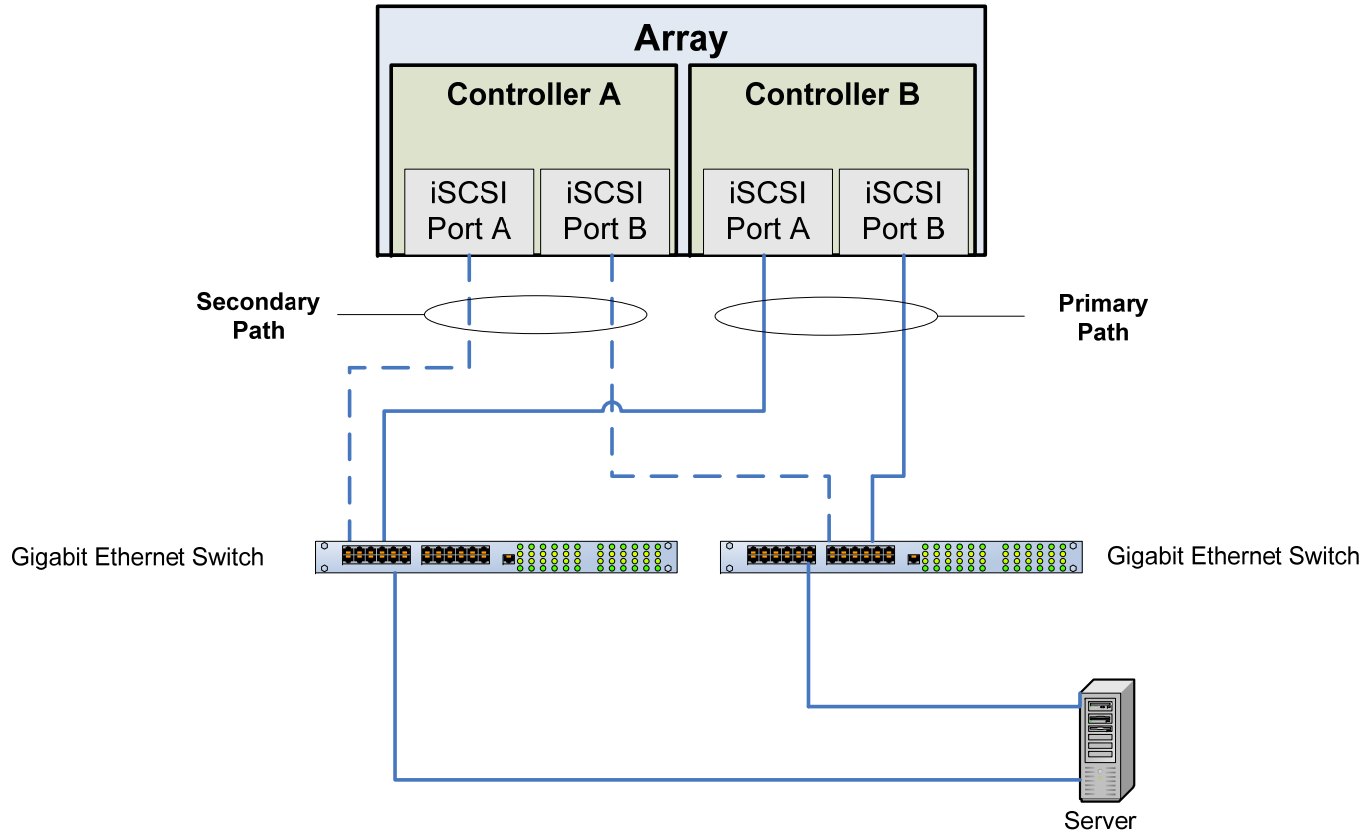 Array
Controller A
Controller B
iSCSI
Port A
iSCSI
Port B
iSCSI
Port A
iSCSI
Port B
Secondary
Path
Primary
Path
Gigabit Ethernet Switch
Gigabit Ethernet Switch
Server